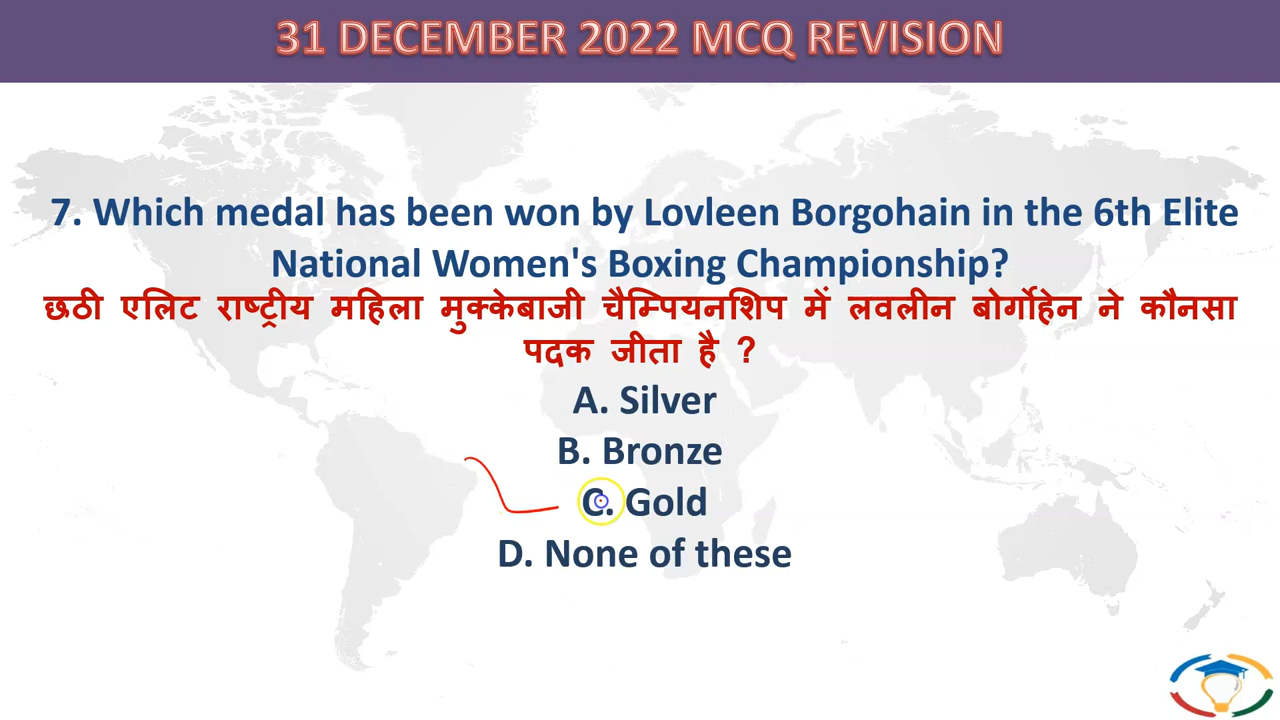 31 DECEMBER 2022 MCQ REVISION
7. Which medal has been won by Lovleen Borgohain in the 6th Elite
National Women's Boxing Championship?
छठी एलिट राष्ट्रीय महिला मुक्केबाजी चैम्पियनशिप में लवलीन बोर्गोहेन ने कौनसा
पदक जीता है ?
A. Silver
B. Bronze
C. Gold
D. None of these